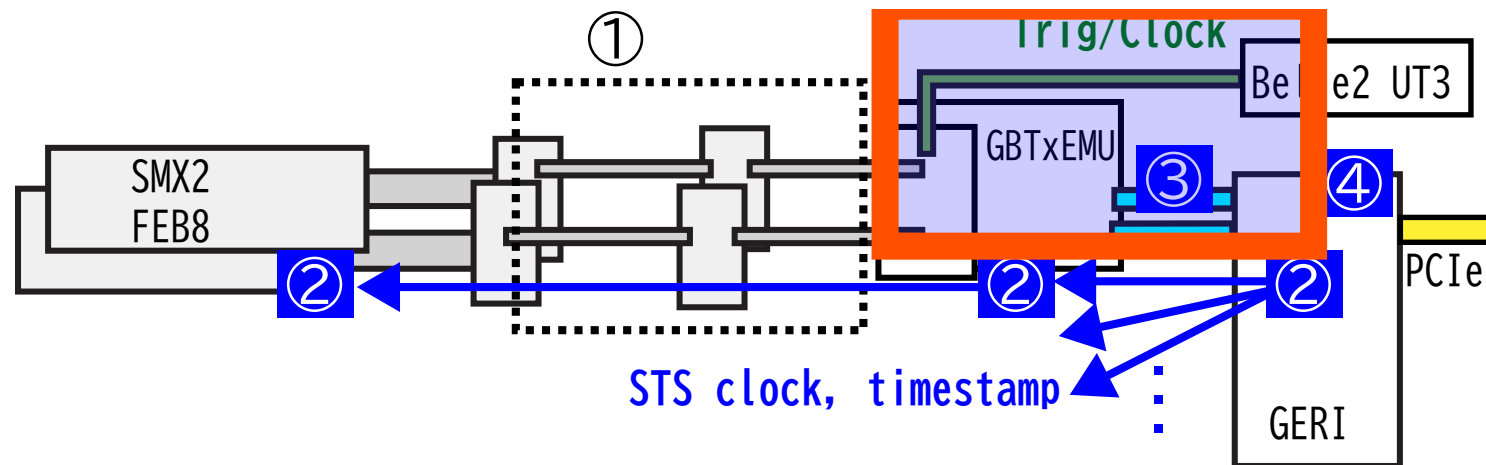 ①
Trig/Clock
Belle2 UT3
GBTxEMU
SMX2
FEB8
③
④
②
②
②
PCIe
STS clock, timestamp
GERI